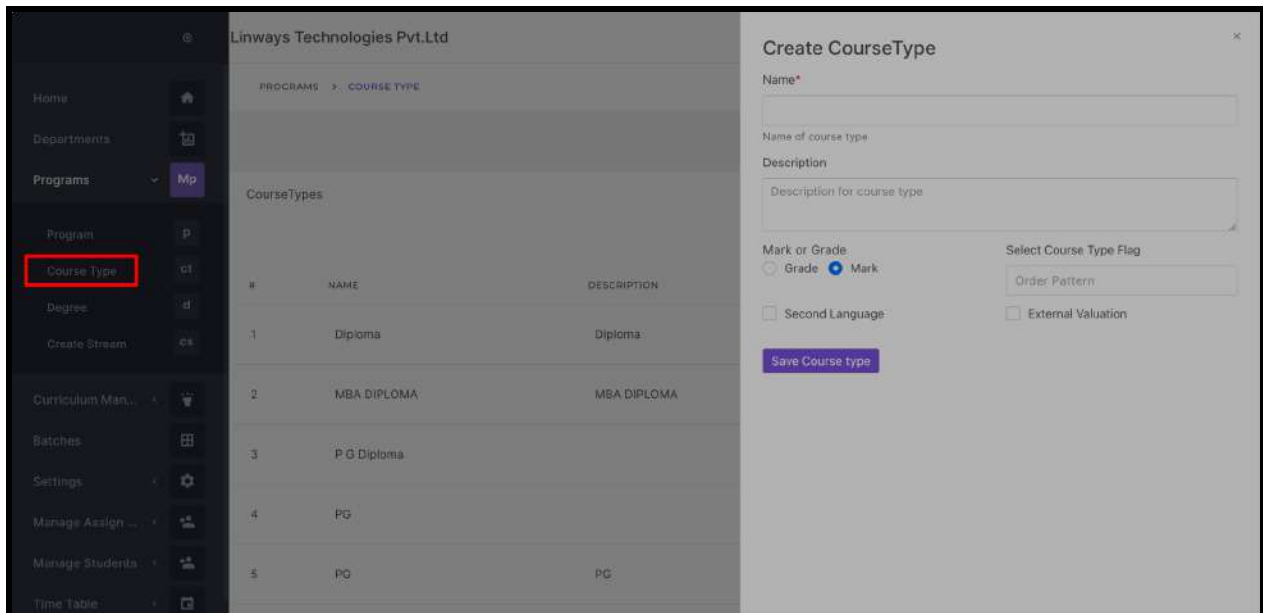 Linways Technologies Pvt.Ltd
PROGRAMS > COURSE TYPE
Home
Departments
Programs
Mp
Program
P
Course Type
ct
Degree
d
Create Stream
cs
Curriculum Man...
Batches
Settings
Manage Assign ...
Manage Students
Time Table
CourseTypes
# NAME DESCRIPTION
1 Diploma Diploma
2 MBA DIPLOMA MBA DIPLOMA
3 P G Diploma
4 PG
5 PG PG
Create CourseType
×
Name*
Name of course type
Description
Description for course type
Mark or Grade
Grade Mark
Select Course Type Flag
Order Pattern
Second Language
External Valuation
Save Course type